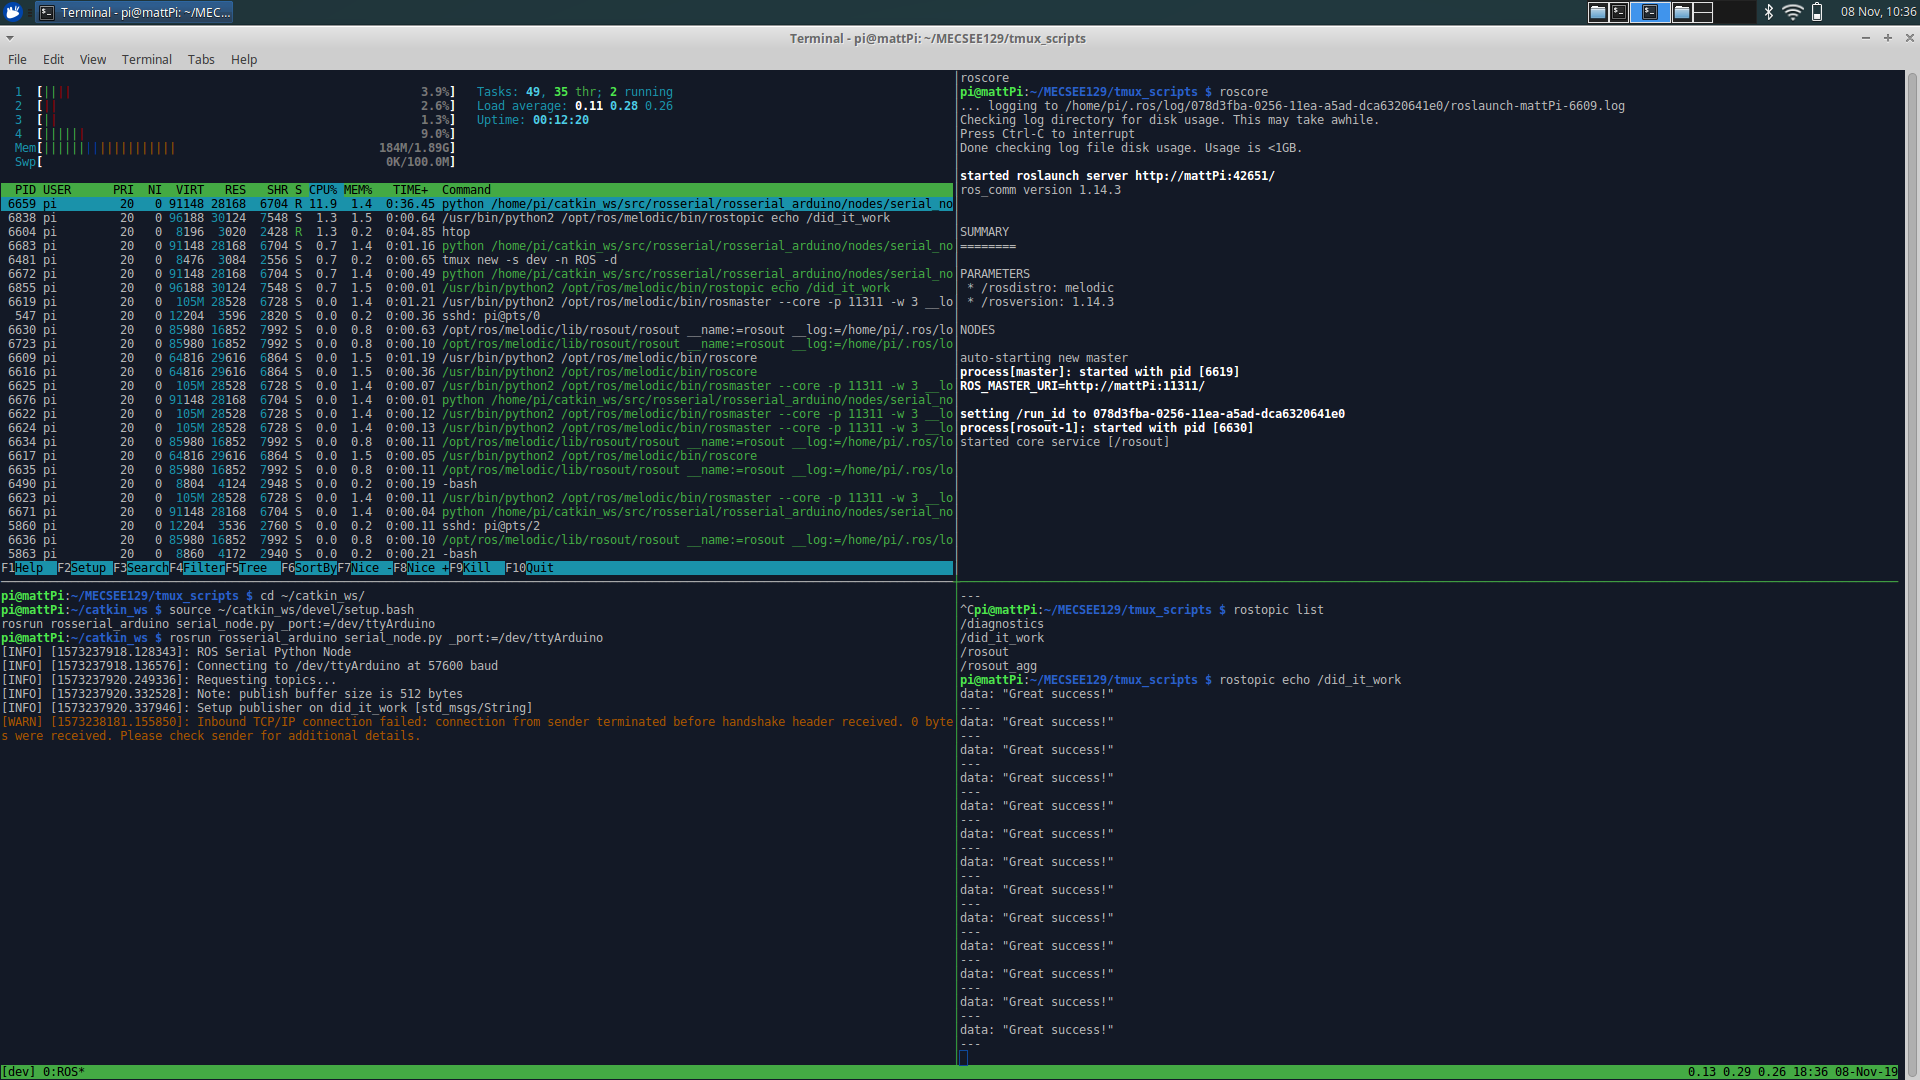 Terminal - pi@mattPi: ~/MEC...
08 Nov, 10:36
Terminal - pi@mattPi: ~/MECSEE129/tmux_scripts
File Edit View Terminal Tabs Help
1 [|||| 3.9%] Tasks: 49, 35 thr; 2 running
2 [|| 2.6%] Load average: 0.11 0.28 0.26
3 [|| 1.3%] Uptime: 00:12:20
4 [|||||| 9.0%]
Mem[||||||||||||||||||| 184M/1.89G]
Swp[ 0K/100.0M]
PID USER PRI NI VIRT RES SHR S CPU% MEM% TIME+ Command
6659 pi 20 0 91148 28168 6704 R 11.9 1.4 0:36.45 python /home/pi/catkin_ws/src/rosserial/rosserial_arduino/nodes/serial_no
6838 pi 20 0 96188 30124 7548 S 1.3 1.5 0:00.64 /usr/bin/python2 /opt/ros/melodic/bin/rostopic echo /did_it_work
6604 pi 20 0 8196 3020 2428 R 1.3 0.2 0:04.85 htop
6683 pi 20 0 91148 28168 6704 S 0.7 1.4 0:01.16 python /home/pi/catkin_ws/src/rosserial/rosserial_arduino/nodes/serial_no
6481 pi 20 0 8476 3084 2556 S 0.7 0.2 0:00.65 tmux new -s dev -n ROS -d
6672 pi 20 0 91148 28168 6704 S 0.7 1.4 0:00.49 python /home/pi/catkin_ws/src/rosserial/rosserial_arduino/nodes/serial_no
6855 pi 20 0 96188 30124 7548 S 0.7 1.5 0:00.01 /usr/bin/python2 /opt/ros/melodic/bin/rostopic echo /did_it_work
6619 pi 20 0 105M 28528 6728 S 0.0 1.4 0:01.21 /usr/bin/python2 /opt/ros/melodic/bin/rosmaster --core -p 11311 -w 3 __lo
547 pi 20 0 12204 3596 2820 S 0.0 0.2 0:00.36 sshd: pi@pts/0
6630 pi 20 0 85980 16852 7992 S 0.0 0.8 0:00.63 /opt/ros/melodic/lib/rosout/rosout __name:=rosout __log:=/home/pi/.ros/lo
6723 pi 20 0 85980 16852 7992 S 0.0 0.8 0:00.10 /opt/ros/melodic/lib/rosout/rosout __name:=rosout __log:=/home/pi/.ros/lo
6609 pi 20 0 64816 29616 6864 S 0.0 1.5 0:01.19 /usr/bin/python2 /opt/ros/melodic/bin/roscore
6616 pi 20 0 64816 29616 6864 S 0.0 1.5 0:00.36 /usr/bin/python2 /opt/ros/melodic/bin/roscore
6625 pi 20 0 105M 28528 6728 S 0.0 1.4 0:00.07 /usr/bin/python2 /opt/ros/melodic/bin/rosmaster --core -p 11311 -w 3 __lo
6676 pi 20 0 91148 28168 6704 S 0.0 1.4 0:00.01 python /home/pi/catkin_ws/src/rosserial/rosserial_arduino/nodes/serial_no
6622 pi 20 0 105M 28528 6728 S 0.0 1.4 0:00.12 /usr/bin/python2 /opt/ros/melodic/bin/rosmaster --core -p 11311 -w 3 __lo
6624 pi 20 0 105M 28528 6728 S 0.0 1.4 0:00.13 /usr/bin/python2 /opt/ros/melodic/bin/rosmaster --core -p 11311 -w 3 __lo
6634 pi 20 0 85980 16852 7992 S 0.0 0.8 0:00.11 /opt/ros/melodic/lib/rosout/rosout __name:=rosout __log:=/home/pi/.ros/lo
6617 pi 20 0 64816 29616 6864 S 0.0 1.5 0:00.05 /usr/bin/python2 /opt/ros/melodic/bin/roscore
6635 pi 20 0 85980 16852 7992 S 0.0 0.8 0:00.11 /opt/ros/melodic/lib/rosout/rosout __name:=rosout __log:=/home/pi/.ros/lo
6490 pi 20 0 8804 4124 2948 S 0.0 0.2 0:00.19 -bash
6623 pi 20 0 105M 28528 6728 S 0.0 1.4 0:00.11 /usr/bin/python2 /opt/ros/melodic/bin/rosmaster --core -p 11311 -w 3 __lo
6671 pi 20 0 91148 28168 6704 S 0.0 1.4 0:00.04 python /home/pi/catkin_ws/src/rosserial/rosserial_arduino/nodes/serial_no
5860 pi 20 0 12204 3536 2760 S 0.0 0.2 0:00.11 sshd: pi@pts/2
6636 pi 20 0 85980 16852 7992 S 0.0 0.8 0:00.10 /opt/ros/melodic/lib/rosout/rosout __name:=rosout __log:=/home/pi/.ros/lo
5863 pi 20 0 8860 4172 2940 S 0.0 0.2 0:00.21 -bash
F1Help F2Setup F3SearchF4FilterF5Tree F6SortByF7Nice -F8Nice +F9Kill F10Quit
roscore
pi@mattPi:~/MECSEE129/tmux_scripts $ roscore
... logging to /home/pi/.ros/log/078d3fba-0256-11ea-a5ad-dca6320641e0/roslaunch-mattPi-6609.log
Checking log directory for disk usage. This may take awhile.
Press Ctrl-C to interrupt
Done checking log file disk usage. Usage is <1GB.
started roslaunch server http://mattPi:42651/
ros_comm version 1.14.3
SUMMARY
========
PARAMETERS
* /rosdistro: melodic
* /rosversion: 1.14.3
NODES
auto-starting new master
process[master]: started with pid [6619]
ROS_MASTER_URI=http://mattPi:11311/
setting /run_id to 078d3fba-0256-11ea-a5ad-dca6320641e0
process[rosout-1]: started with pid [6630]
started core service [/rosout]
pi@mattPi:~/MECSEE129/tmux_scripts $ cd ~/catkin_ws/
pi@mattPi:~/catkin_ws $ source ~/catkin_ws/devel/setup.bash
rosrun rosserial_arduino serial_node.py _port:=/dev/ttyArduino
pi@mattPi:~/catkin_ws $ rosrun rosserial_arduino serial_node.py _port:=/dev/ttyArduino
[INFO] [1573237918.128343]: ROS Serial Python Node
[INFO] [1573237918.136576]: Connecting to /dev/ttyArduino at 57600 baud
[INFO] [1573237920.249336]: Requesting topics...
[INFO] [1573237920.332528]: Note: publish buffer size is 512 bytes
[INFO] [1573237920.337946]: Setup publisher on did_it_work [std_msgs/String]
[WARN] [1573238181.155850]: Inbound TCP/IP connection failed: connection from sender terminated before handshake header received. 0 byte
s were received. Please check sender for additional details.
---
^Cpi@mattPi:~/MECSEE129/tmux_scripts $ rostopic list
/diagnostics
/did_it_work
/rosout
/rosout_agg
pi@mattPi:~/MECSEE129/tmux_scripts $ rostopic echo /did_it_work
data: "Great success!"
---
data: "Great success!"
---
data: "Great success!"
---
data: "Great success!"
---
data: "Great success!"
---
data: "Great success!"
---
data: "Great success!"
---
data: "Great success!"
---
data: "Great success!"
---
data: "Great success!"
---
data: "Great success!"
---
data: "Great success!"
---
data: "Great success!"
---
[dev] 0:ROS*
0.13 0.29 0.26 18:36 08-Nov-19